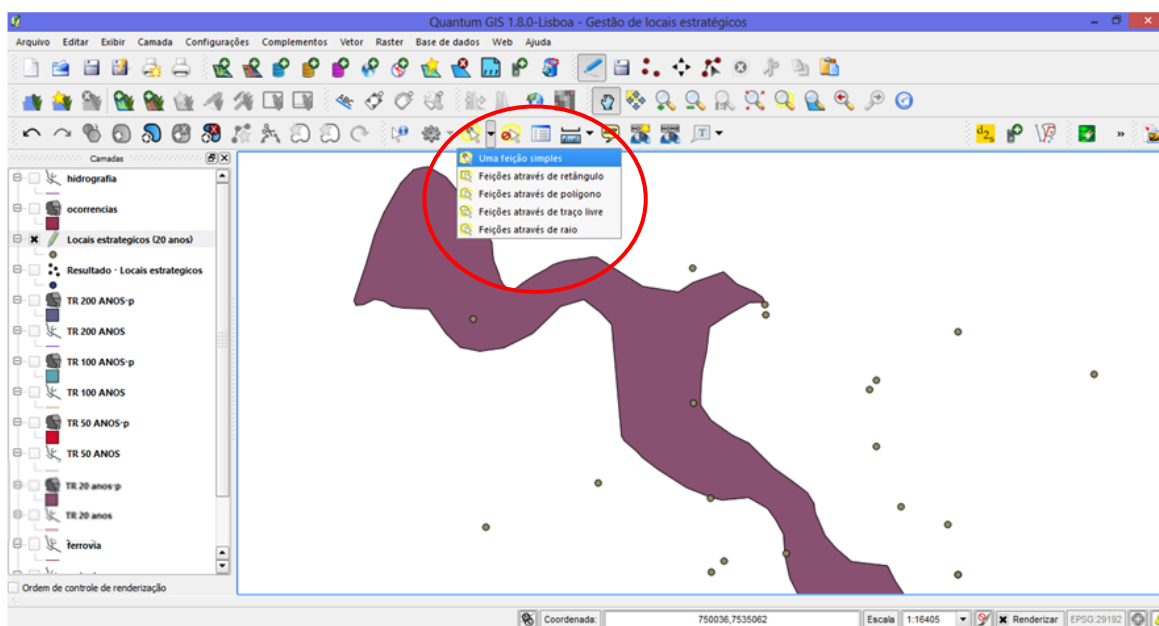 Quantum GIS 1.8.0-Lisboa - Gestão de locais estratégicos
Arquivo Editar Exibir Camada Configurações Complementos Vetor Raster Base de dados Web Ajuda
Camadas
hidrografia
ocorrencias
Locais estrategicos (20 anos)
Resultado - Locais estrategicos
TR 200 ANOS-p
TR 200 ANOS
TR 100 ANOS-p
TR 100 ANOS
TR 50 ANOS-p
TR 50 ANOS
TR 20 anos-p
TR 20 anos
ferrovia
Ordem de controle de renderização
Uma feição simples
Feições através de retângulo
Feições através de polígono
Feições através de traço livre
Feições através de raio
Coordenada: 750036,7535062 Escala 1:16405 Renderizar EPSG:29192